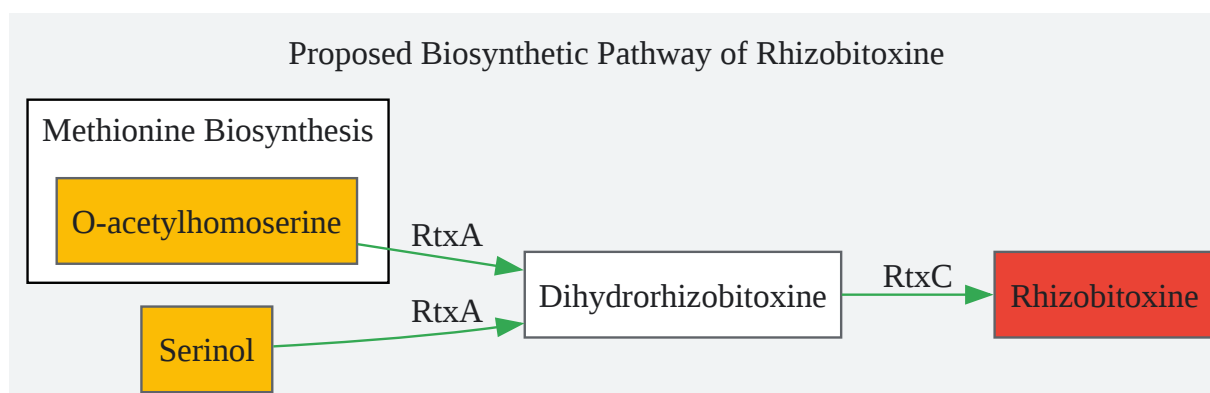 Proposed Biosynthetic Pathway of Rhizobitoxine
Methionine Biosynthesis
O-acetylhomoserine
RtxA
Serinol
RtxA
Dihydrorhizobitoxine
RtxC
Rhizobitoxine